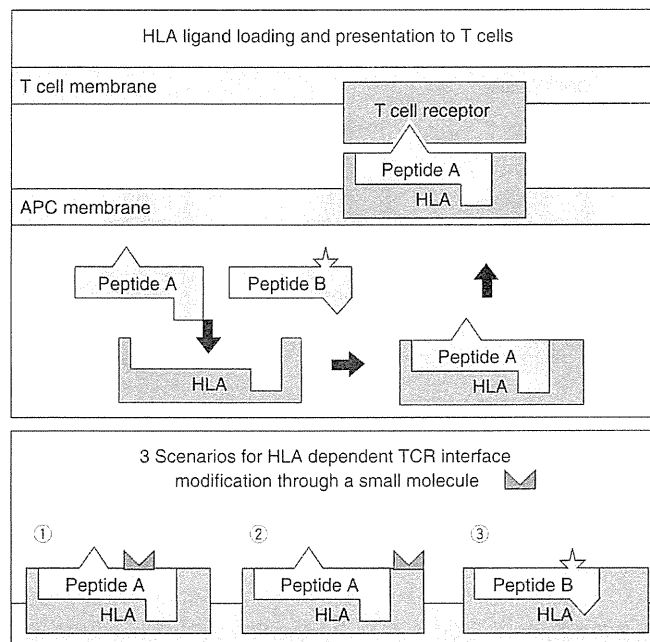 HLA ligand loading and presentation to T cells
T cell membrane
T cell receptor
Peptide A
HLA
APC membrane
Peptide A
Peptide B
HLA
Peptide A
HLA
3 Scenarios for HLA dependent TCR interface
modification through a small molecule
① ② ③
Peptide A
HLA
Peptide A
HLA
Peptide B
HLA